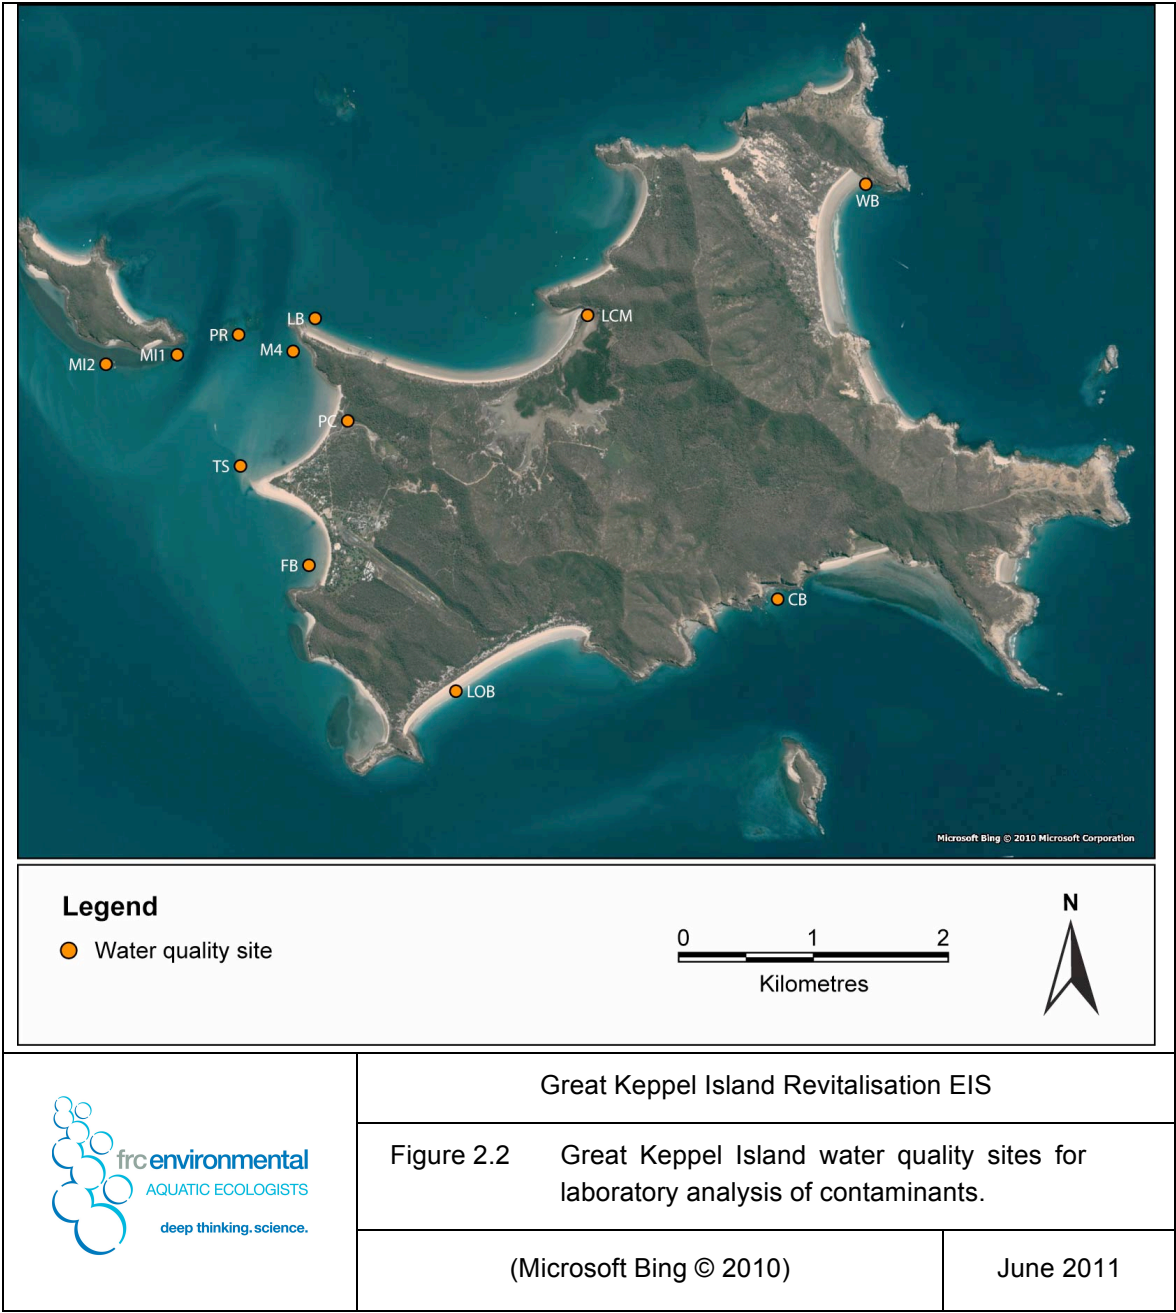 WB
LB
LCM
PR
M4
MI1
MI2
PC
TS
FB
CB
LOB
Microsoft Bing © 2010 Microsoft Corporation
Legend
Water quality site
0 1 2
Kilometres
N
frcenvironmental
AQUATIC ECOLOGISTS
deep thinking. science.
Great Keppel Island Revitalisation EIS
Figure 2.2 Great Keppel Island water quality sites for
laboratory analysis of contaminants.
(Microsoft Bing © 2010)
June 2011